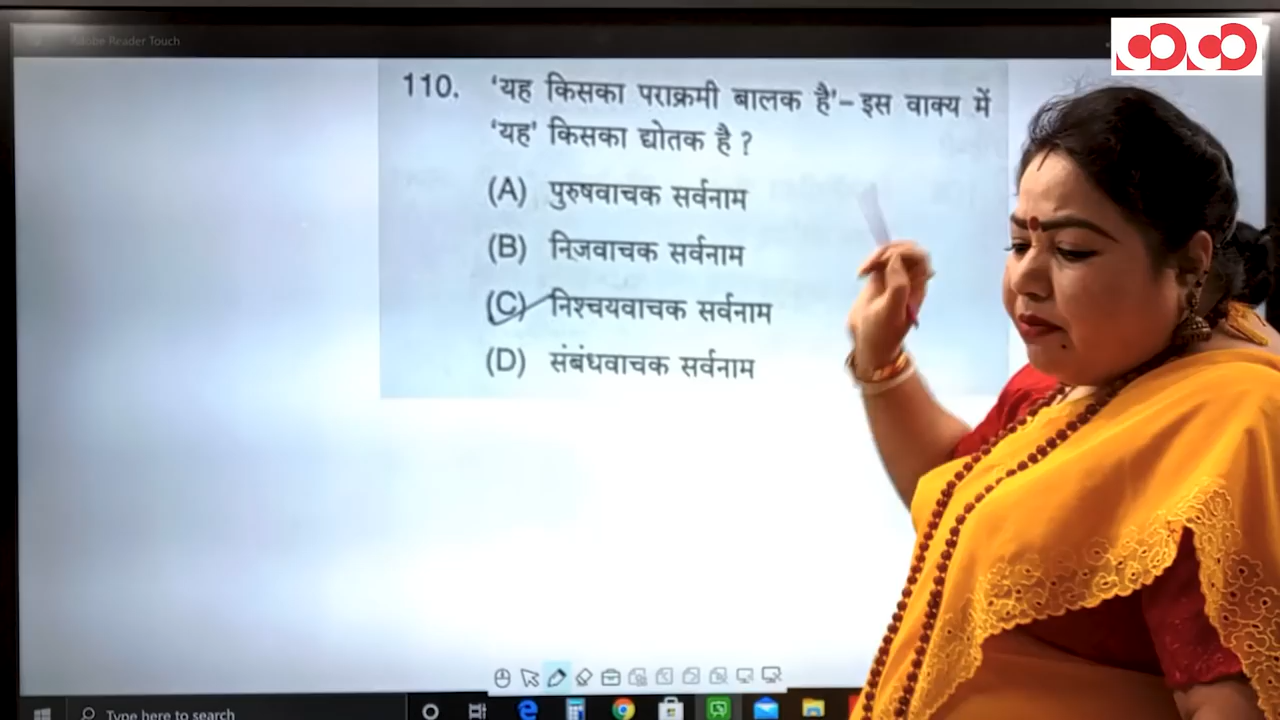 Adobe Reader Touch
110. 'यह किसका पराक्रमी बालक है'– इस वाक्य में
'यह' किसका द्योतक है ?
(A) पुरुषवाचक सर्वनाम
(B) निजवाचक सर्वनाम
(C) निश्चयवाचक सर्वनाम
(D) संबंधवाचक सर्वनाम
Type here to search